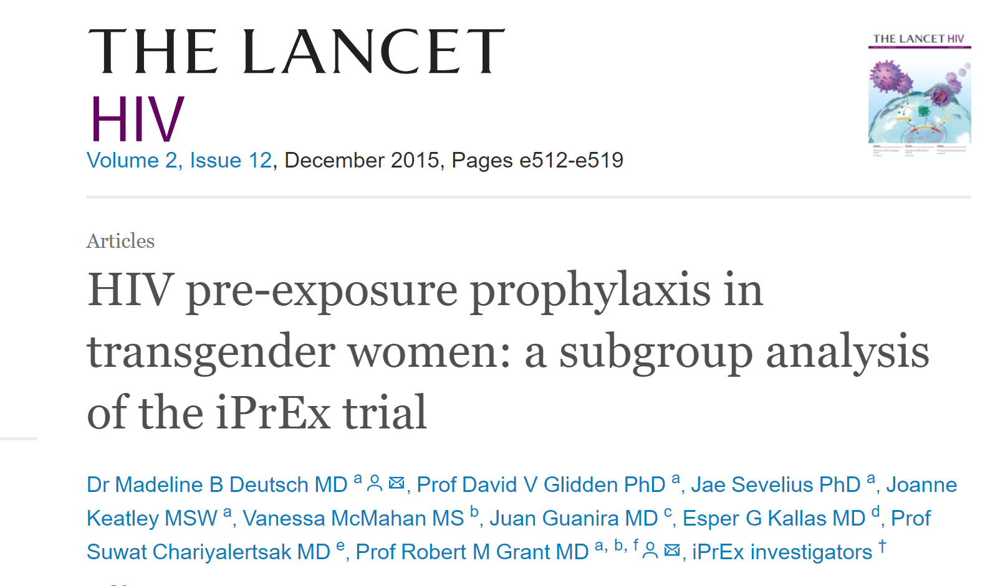 THE LANCET
HIV
Volume 2, Issue 12, December 2015, Pages e512-e519
THE LANCET HIV
Articles
HIV pre-exposure prophylaxis in
transgender women: a subgroup analysis
of the iPrEx trial
Dr Madeline B Deutsch MD a, Prof David V Glidden PhD a, Jae Sevelius PhD a, Joanne
Keatley MSW a, Vanessa McMahan MS b, Juan Guanira MD c, Esper G Kallas MD d, Prof
Suwat Chariyalertsak MD e, Prof Robert M Grant MD a, b, f, iPrEx investigators †